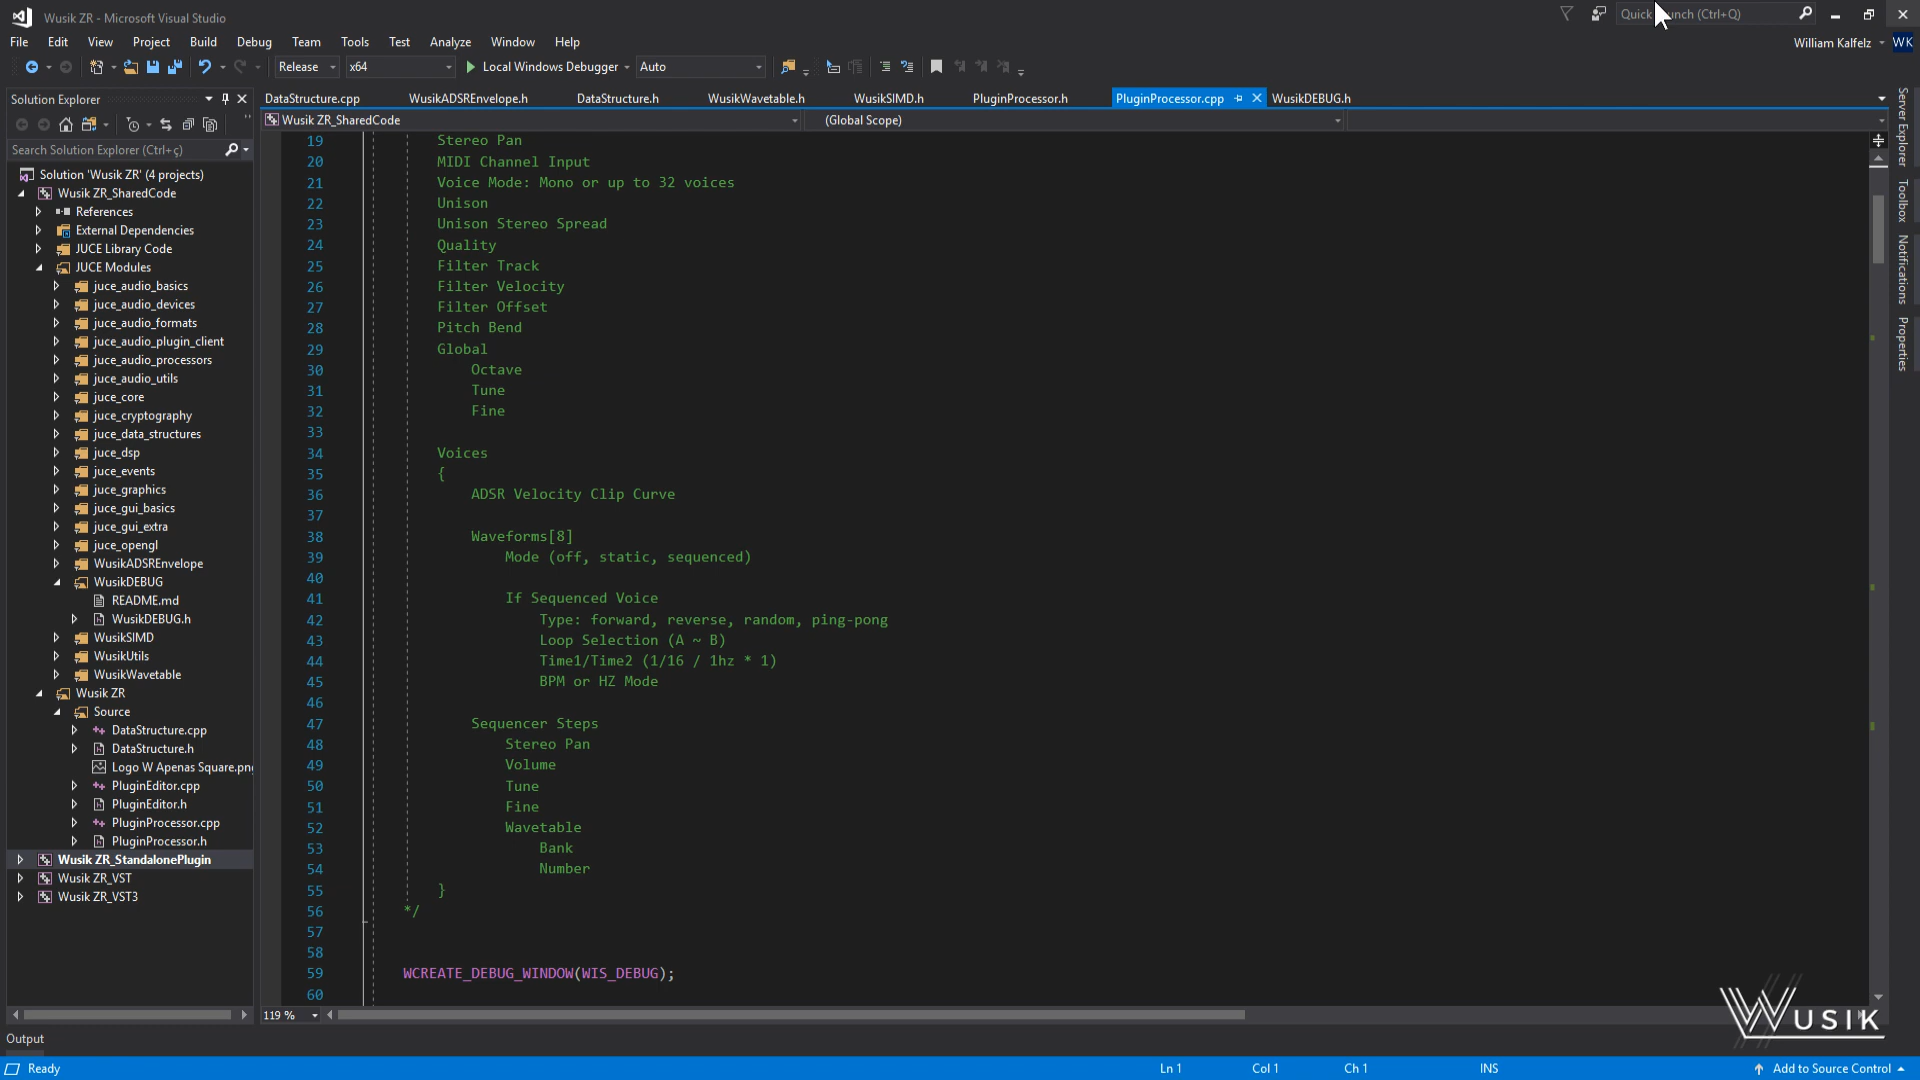 Wusik ZR - Microsoft Visual Studio
File Edit View Project Build Debug Team Tools Test Analyze Window Help
William Kalfelz WK
Release x64 Local Windows Debugger Auto
Solution Explorer
Search Solution Explorer (Ctrl+ç)
Solution 'Wusik ZR' (4 projects)
Wusik ZR_SharedCode
References
External Dependencies
JUCE Library Code
JUCE Modules
juce_audio_basics
juce_audio_devices
juce_audio_formats
juce_audio_plugin_client
juce_audio_processors
juce_audio_utils
juce_core
juce_cryptography
juce_data_structures
juce_dsp
juce_events
juce_graphics
juce_gui_basics
juce_gui_extra
juce_opengl
WusikADSREnvelope
WusikDEBUG
README.md
WusikDEBUG.h
WusikSIMD
WusikUtils
WusikWavetable
Wusik ZR
Source
DataStructure.cpp
DataStructure.h
Logo W Apenas Square.png
PluginEditor.cpp
PluginEditor.h
PluginProcessor.cpp
PluginProcessor.h
Wusik ZR_StandalonePlugin
Wusik ZR_VST
Wusik ZR_VST3
DataStructure.cpp WusikADSREnvelope.h DataStructure.h WusikWavetable.h WusikSIMD.h PluginProcessor.h PluginProcessor.cpp WusikDEBUG.h
Wusik ZR_SharedCode (Global Scope)
19 Stereo Pan
20 MIDI Channel Input
21 Voice Mode: Mono or up to 32 voices
22 Unison
23 Unison Stereo Spread
24 Quality
25 Filter Track
26 Filter Velocity
27 Filter Offset
28 Pitch Bend
29 Global
30 Octave
31 Tune
32 Fine
33
34 Voices
35 {
36 ADSR Velocity Clip Curve
37
38 Waveforms[8]
39 Mode (off, static, sequenced)
40
41 If Sequenced Voice
42 Type: forward, reverse, random, ping-pong
43 Loop Selection (A ~ B)
44 Time1/Time2 (1/16 / 1hz * 1)
45 BPM or HZ Mode
46
47 Sequencer Steps
48 Stereo Pan
49 Volume
50 Tune
51 Fine
52 Wavetable
53 Bank
54 Number
55 }
56 */
57
58
59 WCREATE_DEBUG_WINDOW(WIS_DEBUG);
60
119 %
Server Explorer
Toolbox
Notifications
Properties
WUSIK
Output
Ready Ln 1 Col 1 Ch 1 INS Add to Source Control